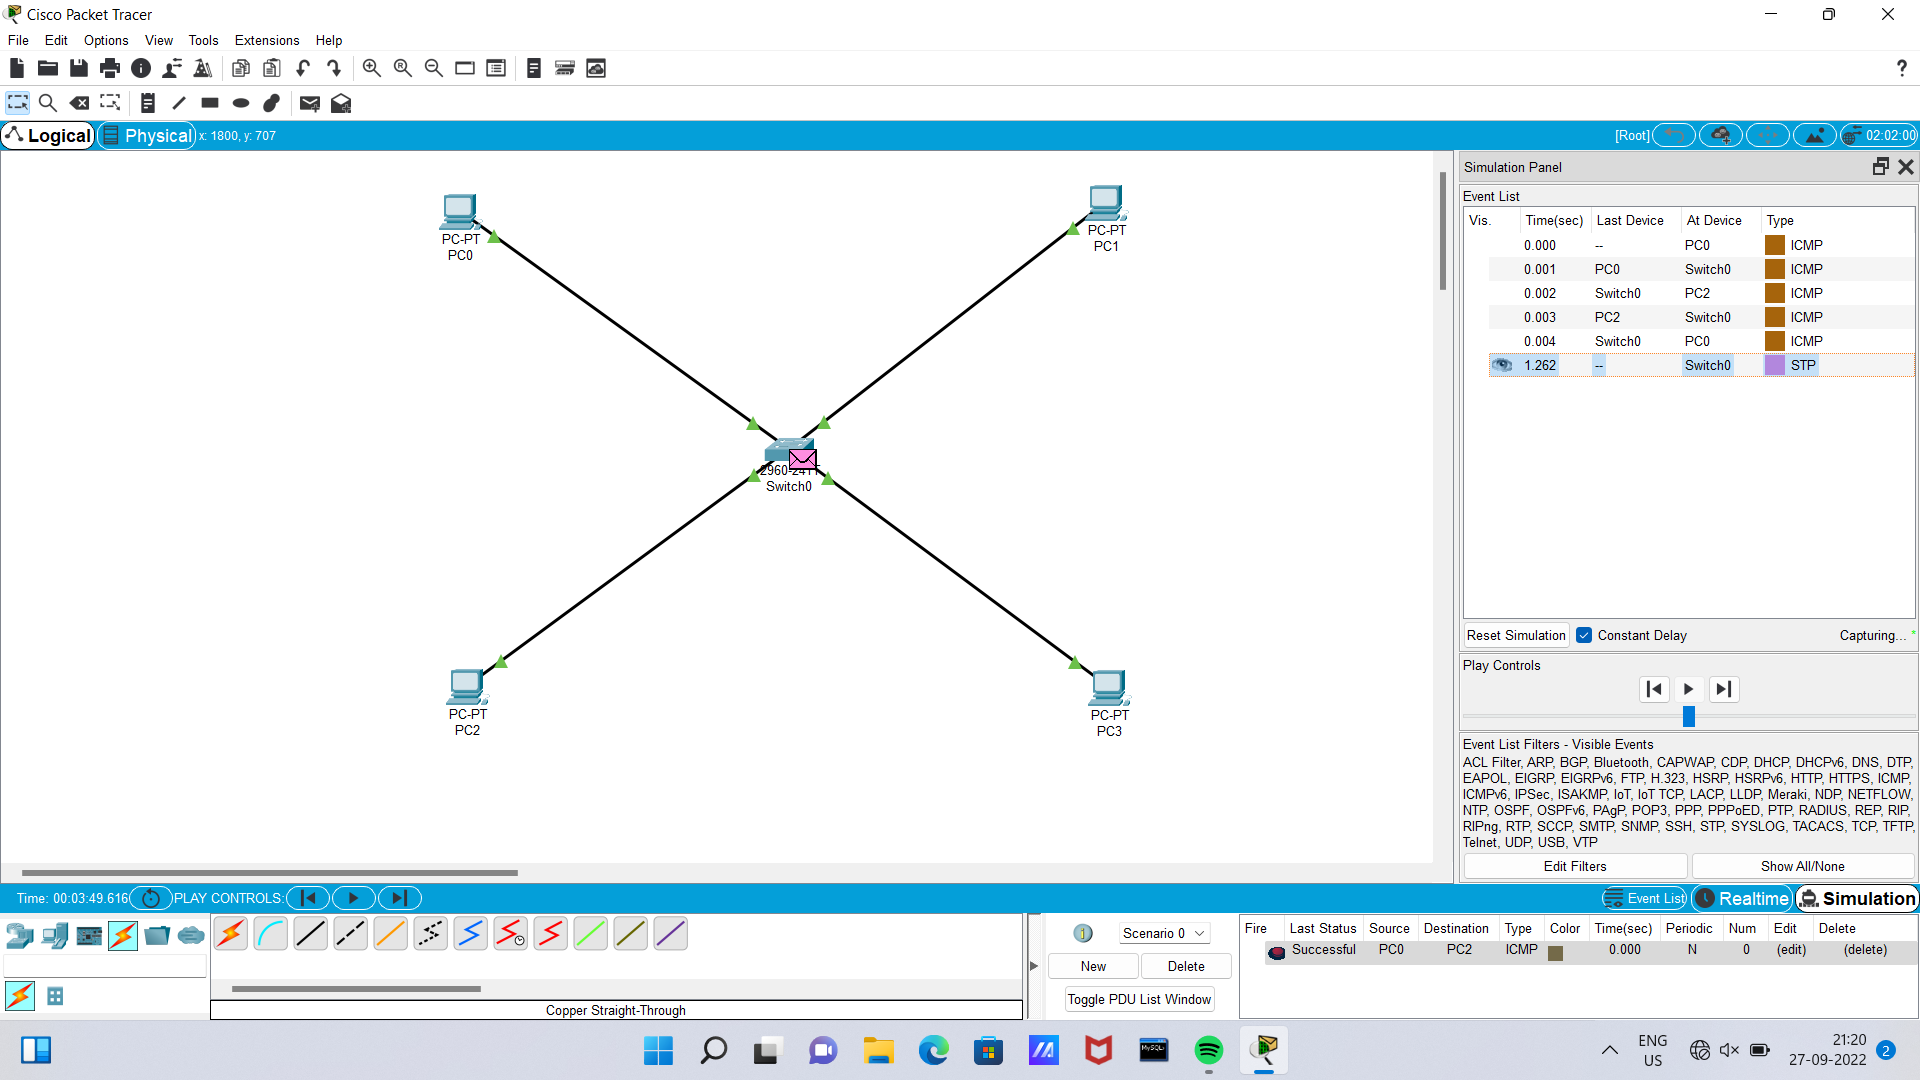 Cisco Packet Tracer
File Edit Options View Tools Extensions Help
?
Logical Physical x: 1800, y: 707 [Root] 02:02:00
PC-PT
PC0
PC-PT
PC1
Switch0
PC-PT
PC2
PC-PT
PC3
Simulation Panel
Event List
Vis. Time(sec) Last Device At Device Type
0.000 -- PC0 ICMP
0.001 PC0 Switch0 ICMP
0.002 Switch0 PC2 ICMP
0.003 PC2 Switch0 ICMP
0.004 Switch0 PC0 ICMP
1.262 -- Switch0 STP
Reset Simulation Constant Delay Capturing...
Play Controls
Event List Filters - Visible Events
ACL Filter, ARP, BGP, Bluetooth, CAPWAP, CDP, DHCP, DHCPv6, DNS, DTP,
EAPOL, EIGRP, EIGRPv6, FTP, H.323, HSRP, HSRPv6, HTTP, HTTPS, ICMP,
ICMPv6, IPSec, ISAKMP, IoT, IoT TCP, LACP, LLDP, Meraki, NDP, NETFLOW,
NTP, OSPF, OSPFv6, PAgP, POP3, PPP, PPPoED, PTP, RADIUS, REP, RIP,
RIPng, RTP, SCCP, SMTP, SNMP, SSH, STP, SYSLOG, TACACS, TCP, TFTP,
Telnet, UDP, USB, VTP
Edit Filters Show All/None
Time: 00:03:49.616 PLAY CONTROLS: Event List Realtime Simulation
Copper Straight-Through
1 Scenario 0
New Delete
Toggle PDU List Window
Fire Last Status Source Destination Type Color Time(sec) Periodic Num Edit Delete
Successful PC0 PC2 ICMP 0.000 N 0 (edit) (delete)
MySQL
ENG
US
21:20
27-09-2022
2